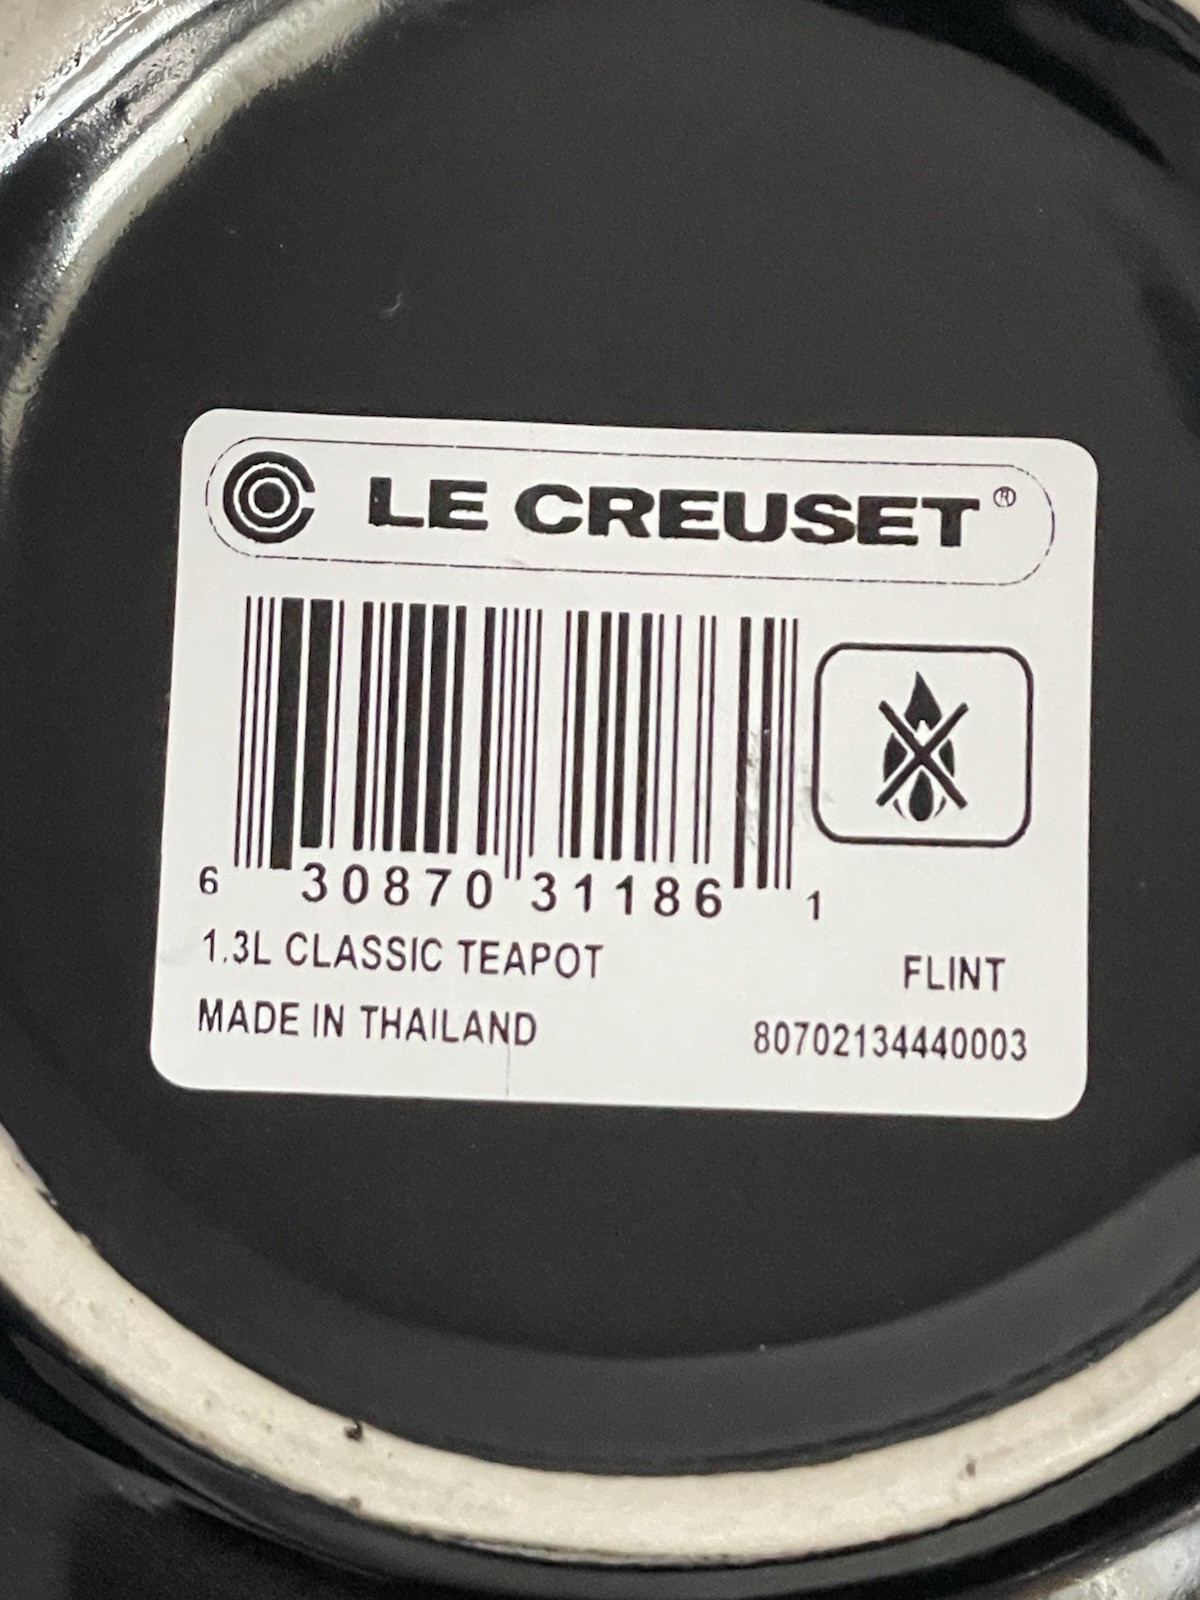 LE CREUSET®
6 30870 31186 1
1.3L CLASSIC TEAPOT FLINT
MADE IN THAILAND 80702134440003